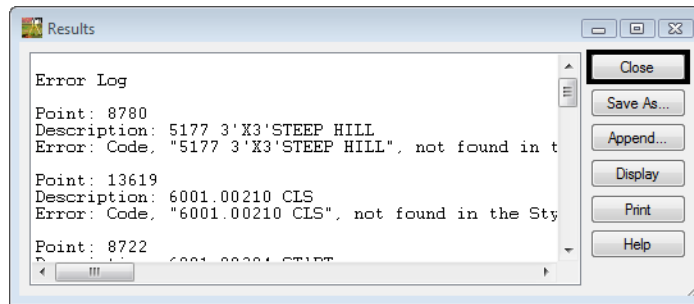 Results
Error Log
Point: 8780
Description: 5177 3'X3'STEEP HILL
Error: Code, "5177 3'X3'STEEP HILL", not found in t
Point: 13619
Description: 6001.00210 CLS
Error: Code, "6001.00210 CLS", not found in the Sty
Point: 8722
Close
Save As...
Append...
Display
Print
Help